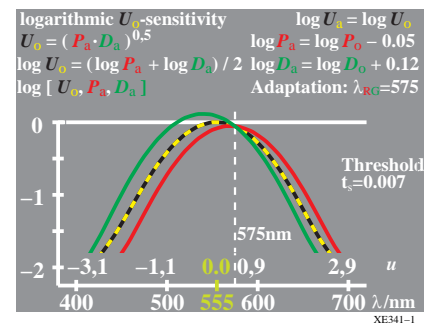 logarithmic Uo-sensitivity log Ua = log Uo
Uo = ( Pa·Da )0,5 log Pa = log Po − 0.05
log Uo = (log Pa + log Da) / 2 log Da = log Do + 0.12
log [ Uo, Pa, Da ] Adaptation: λRG=575
0
Threshold
ts=0.007
−1
575nm
−2 −3,1 −1,1 0.0 0,9 2,9 u
400 500 555 600 700 λ/nm
XE341–1